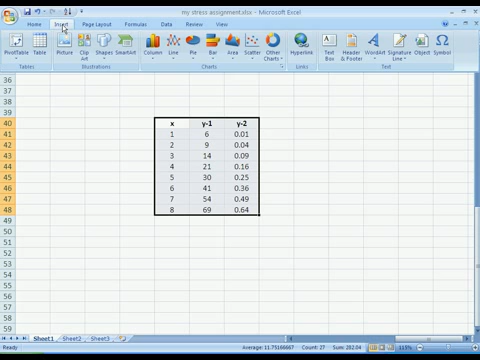 my stress assignment.xlsx - Microsoft Excel
Home Insert Page Layout Formulas Data Review View
PivotTable Table Picture Clip Art Shapes SmartArt Column Line Pie Bar Area Scatter Other Charts Hyperlink Text Box Header & Footer WordArt Signature Line Object Symbol
Tables Illustrations Charts Links Text
36
37
38
39
40 x y-1 y-2
41 1 6 0.01
42 2 9 0.04
43 3 14 0.09
44 4 21 0.16
45 5 30 0.25
46 6 41 0.36
47 7 54 0.49
48 8 69 0.64
49
50
51
52
53
54
55
56
57
58
59
Sheet1 Sheet2 Sheet3
Average: 11.75166667 Count: 27 Sum: 282.04 115%